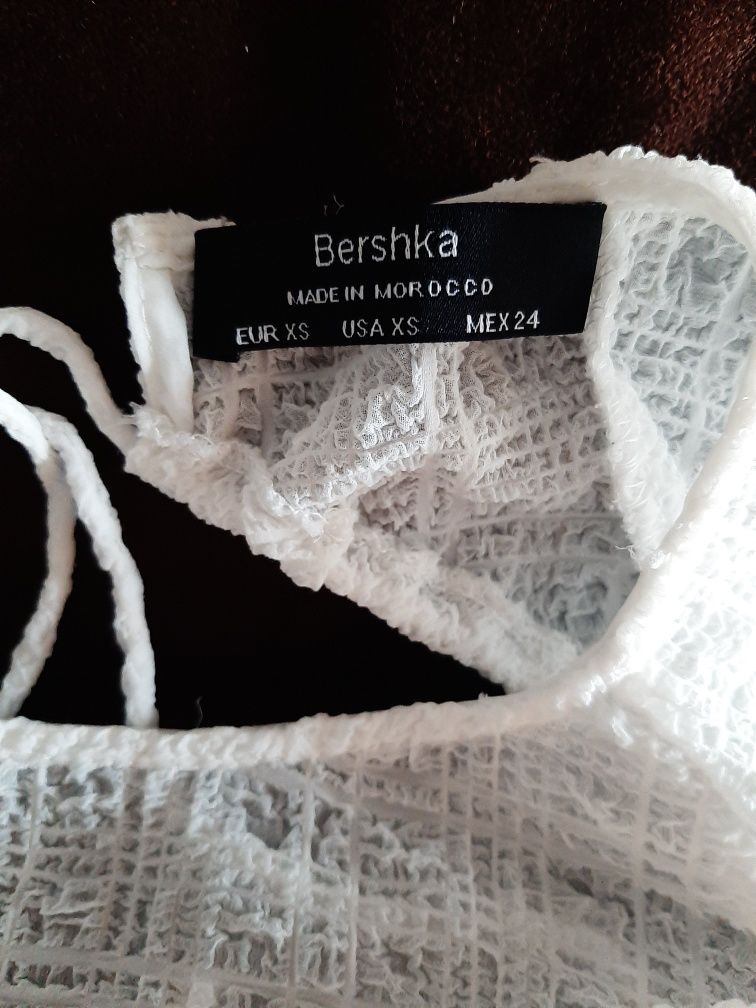 Bershka
MADE IN MOROCCO
EUR XS USA XS MEX 24